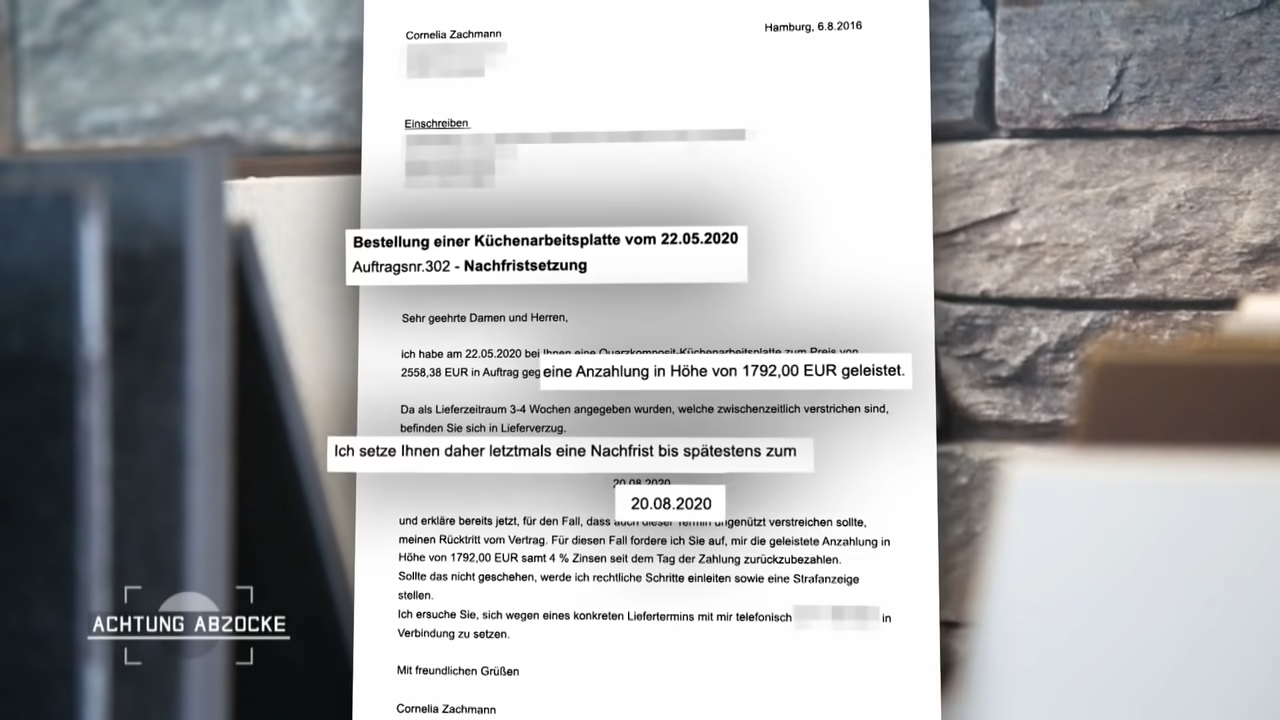 Cornelia Zachmann
Hamburg, 6.8.2016
Einschreiben
Bestellung einer Küchenarbeitsplatte vom 22.05.2020
Auftragsnr.302 - Nachfristsetzung
Sehr geehrte Damen und Herren,
ich habe am 22.05.2020 bei Ihnen eine Quarzkomposit-Küchenarbeitsplatte zum Preis von
2558,38 EUR in Auftrag geg eine Anzahlung in Höhe von 1792,00 EUR geleistet.
Da als Lieferzeitraum 3-4 Wochen angegeben wurden, welche zwischenzeitlich verstrichen sind,
befinden Sie sich in Lieferverzug.
Ich setze Ihnen daher letztmals eine Nachfrist bis spätestens zum
20.08.2020
20.08.2020
und erkläre bereits jetzt, für den Fall, dass auch dieser Termin ungenützt verstreichen sollte,
meinen Rücktritt vom Vertrag. Für diesen Fall fordere ich Sie auf, mir die geleistete Anzahlung in
Höhe von 1792,00 EUR samt 4 % Zinsen seit dem Tag der Zahlung zurückzubezahlen.
Sollte das nicht geschehen, werde ich rechtliche Schritte einleiten sowie eine Strafanzeige
stellen.
Ich ersuche Sie, sich wegen eines konkreten Liefertermins mit mir telefonisch in
Verbindung zu setzen.
Mit freundlichen Grüßen
Cornelia Zachmann
ACHTUNG ABZOCKE